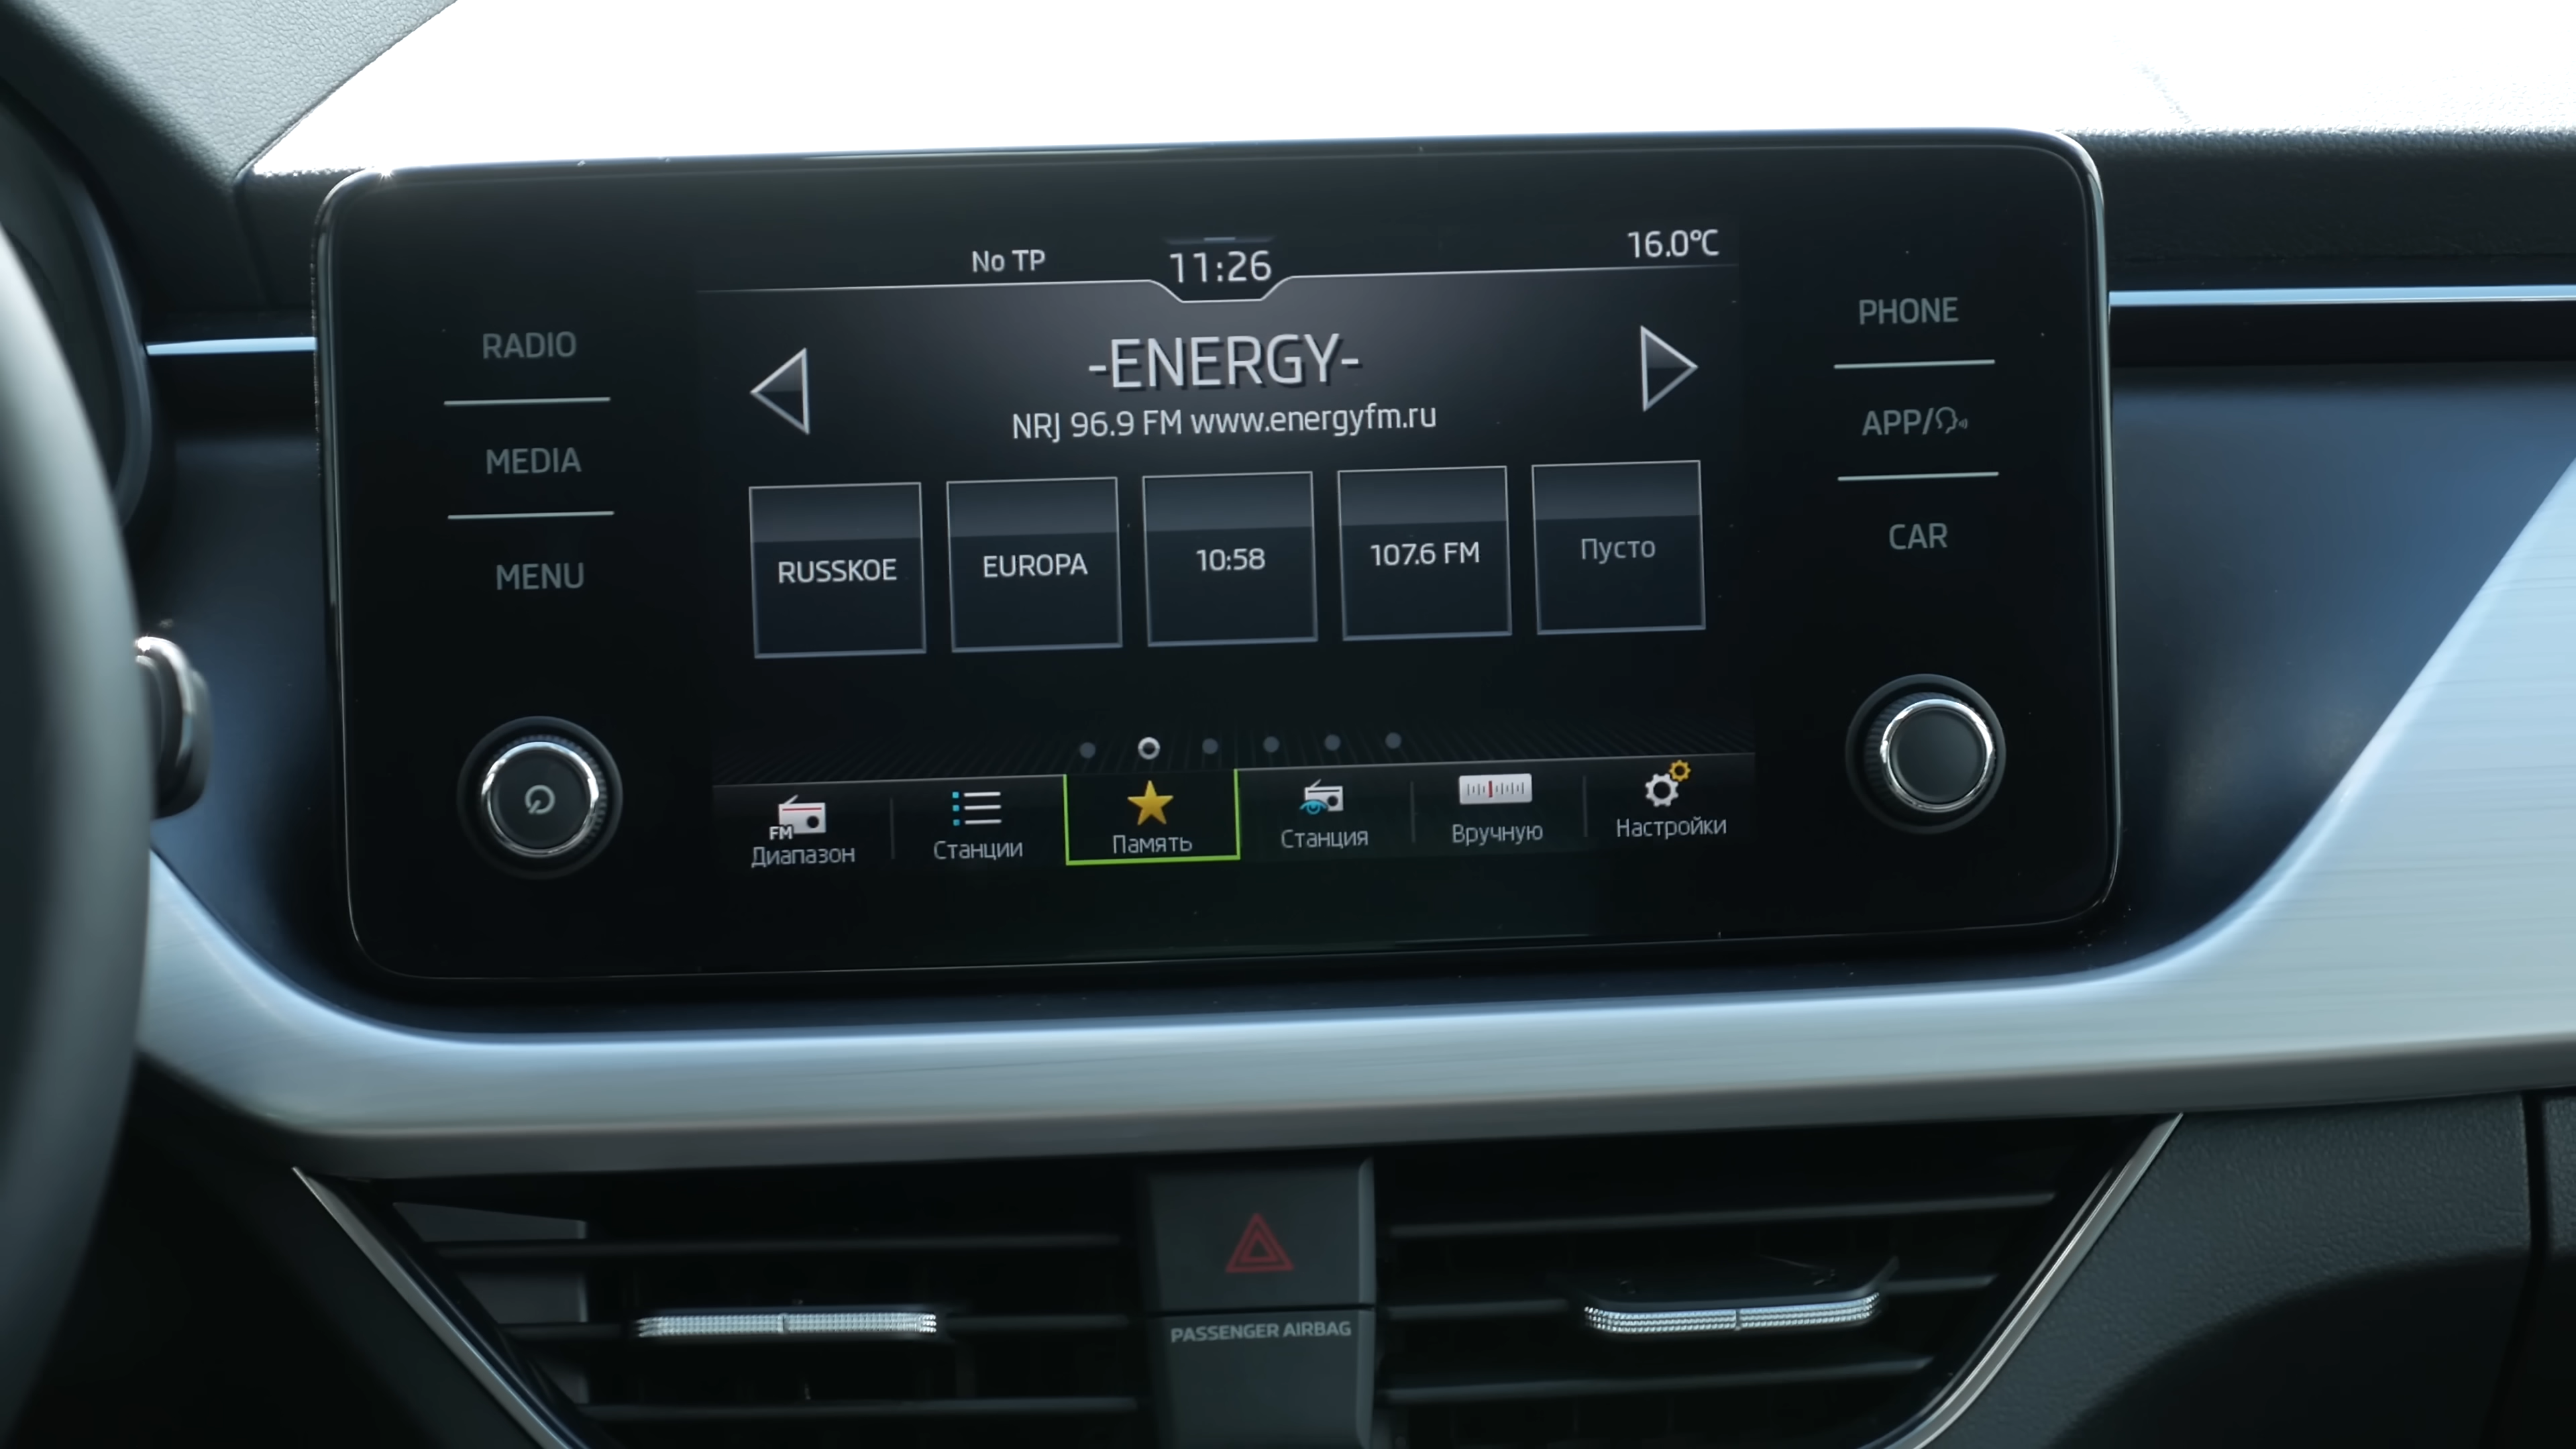 No TP
11:26
16.0°C
RADIO
MEDIA
MENU
-ENERGY-
NRJ 96.9 FM www.energyfm.ru
RUSSKOE
EUROPA
10:58
107.6 FM
Пусто
PHONE
APP/
CAR
FM
Диапазон
Станции
Память
Станция
Вручную
Настройки
PASSENGER AIRBAG